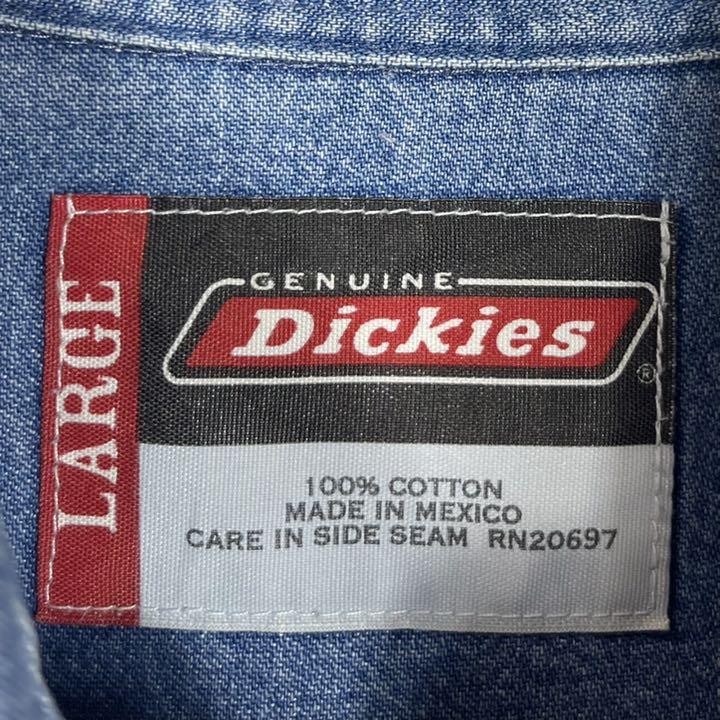 LARGE
GENUINE
Dickies®
100% COTTON
MADE IN MEXICO
CARE IN SIDE SEAM RN20697